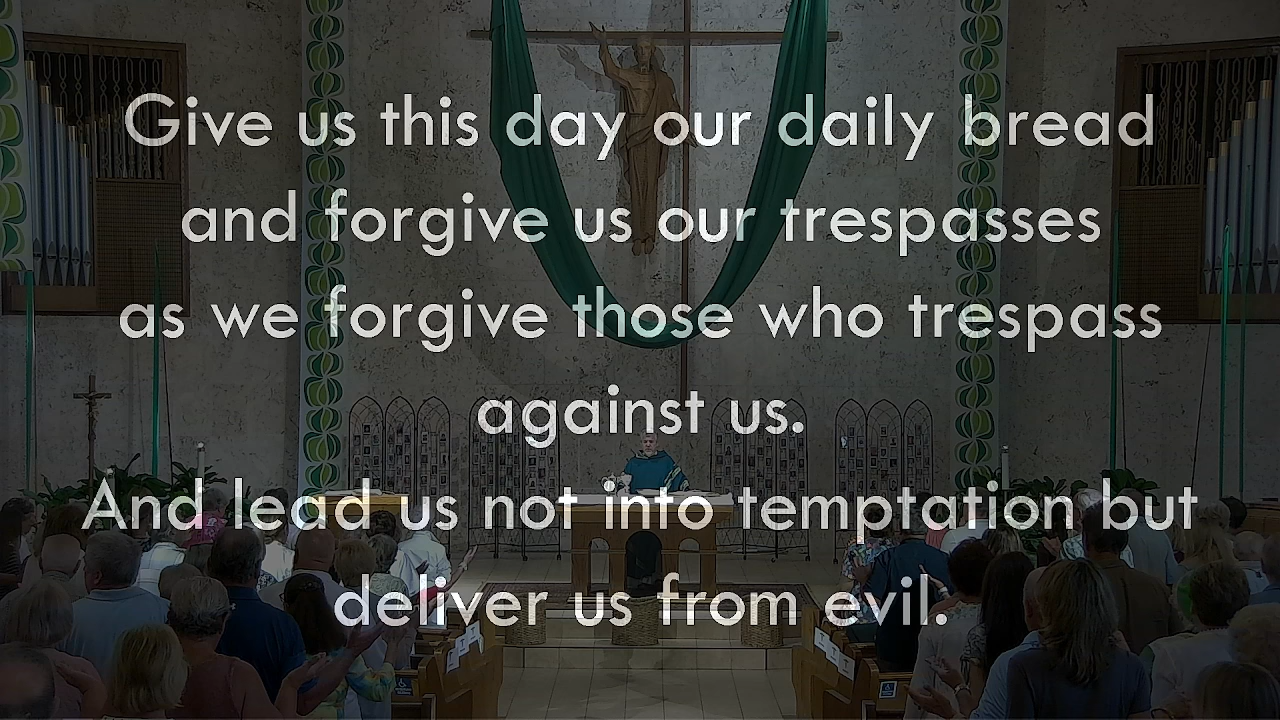 Give us this day our daily bread
and forgive us our trespasses
as we forgive those who trespass
against us.
And lead us not into temptation but
deliver us from evil.